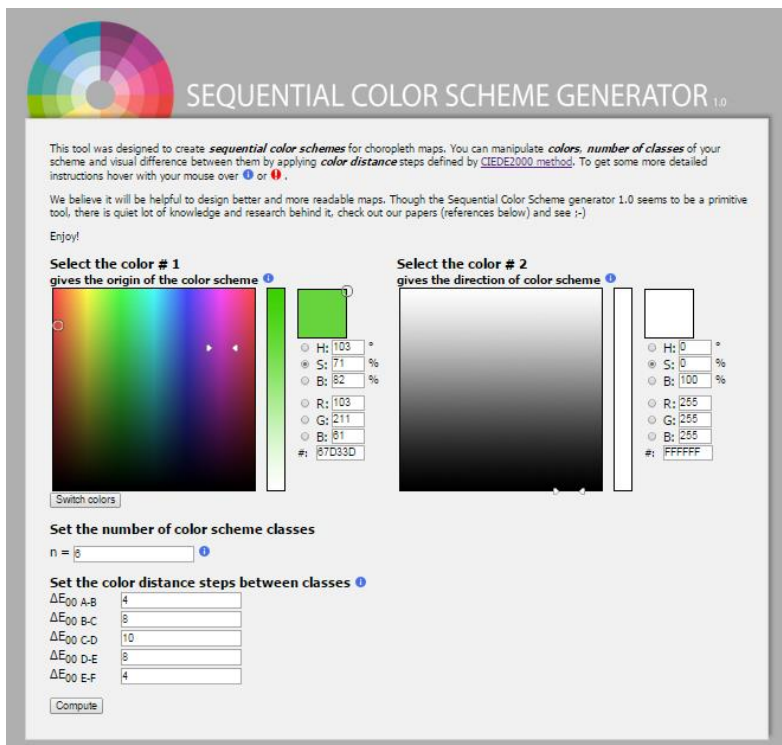 SEQUENTIAL COLOR SCHEME GENERATOR 1.0
This tool was designed to create sequential color schemes for choropleth maps. You can manipulate colors, number of classes of your
scheme and visual difference between them by applying color distance steps defined by CIEDE2000 method. To get some more detailed
instructions hover with your mouse over i or ! .
We believe it will be helpful to design better and more readable maps. Though the Sequential Color Scheme generator 1.0 seems to be a primitive
tool, there is quiet lot of knowledge and research behind it, check out our papers (references below) and see ;-)
Enjoy!
Select the color # 1
gives the origin of the color scheme i
H: 103 °
S: 71 %
B: 82 %
R: 103
G: 211
B: 61
#: 67D33D
Switch colors
Select the color # 2
gives the direction of color scheme i
H: 0 °
S: 0 %
B: 100 %
R: 255
G: 255
B: 255
#: FFFFFF
Set the number of color scheme classes
n = 6 i
Set the color distance steps between classes i
ΔE00 A-B 4
ΔE00 B-C 8
ΔE00 C-D 10
ΔE00 D-E 8
ΔE00 E-F 4
Compute